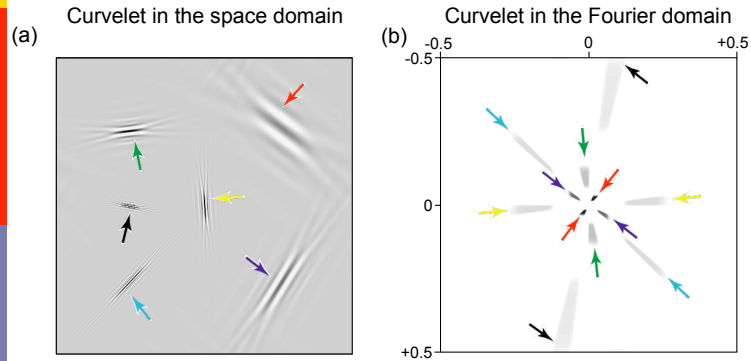 Curvelet in the space domain
Curvelet in the Fourier domain
(a)
(b)
-0.5
0
+0.5
-0.5
0
+0.5